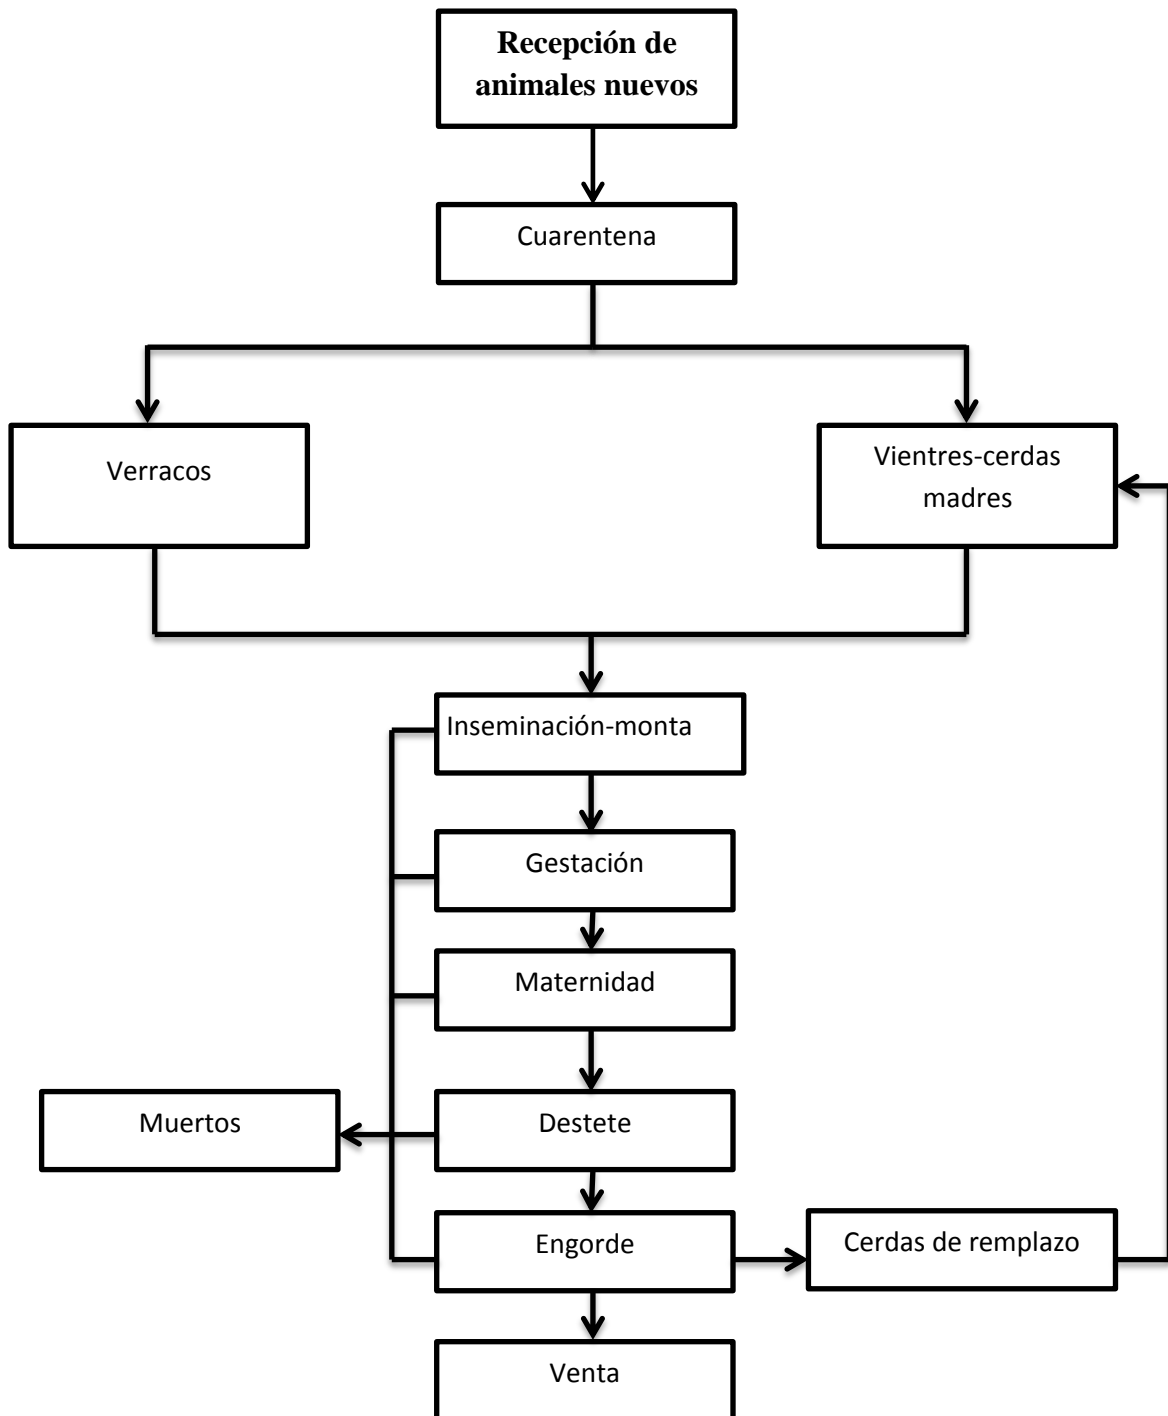 Recepción de
animales nuevos
Cuarentena
Verracos
Vientres-cerdas
madres
Inseminación-monta
Gestación
Maternidad
Muertos
Destete
Engorde
Cerdas de remplazo
Venta